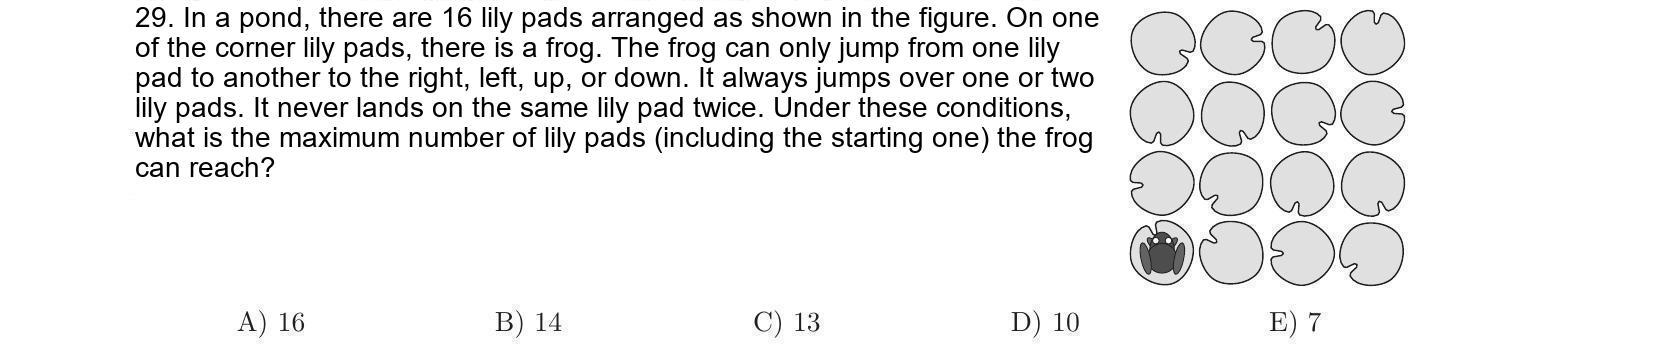 29. In a pond, there are 16 lily pads arranged as shown in the figure. On one
of the corner lily pads, there is a frog. The frog can only jump from one lily
pad to another to the right, left, up, or down. It always jumps over one or two
lily pads. It never lands on the same lily pad twice. Under these conditions,
what is the maximum number of lily pads (including the starting one) the frog
can reach?
A) 16 B) 14 C) 13 D) 10 E) 7